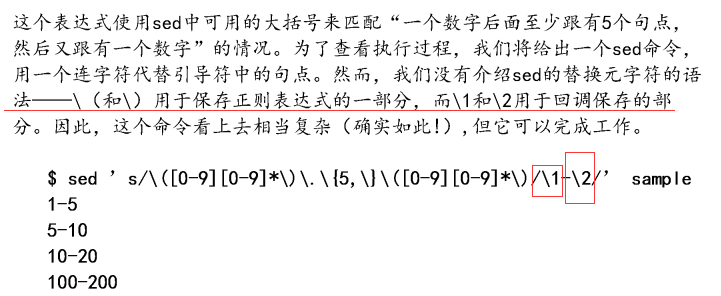 这个表达式使用sed中可用的大括号来匹配“一个数字后面至少跟有5个句点，
然后又跟有一个数字”的情况。为了查看执行过程，我们将给出一个sed命令，
用一个连字符代替引导符中的句点。然而，我们没有介绍sed的替换元字符的语
法——\（和\）用于保存正则表达式的一部分，而\1和\2用于回调保存的部
分。因此，这个命令看上去相当复杂（确实如此!）,但它可以完成工作。
$ sed ’ s/\([0-9][0-9]*\)\.\{5,\}\([0-9][0-9]*\)/\1-\2/’ sample
1-5
5-10
10-20
100-200